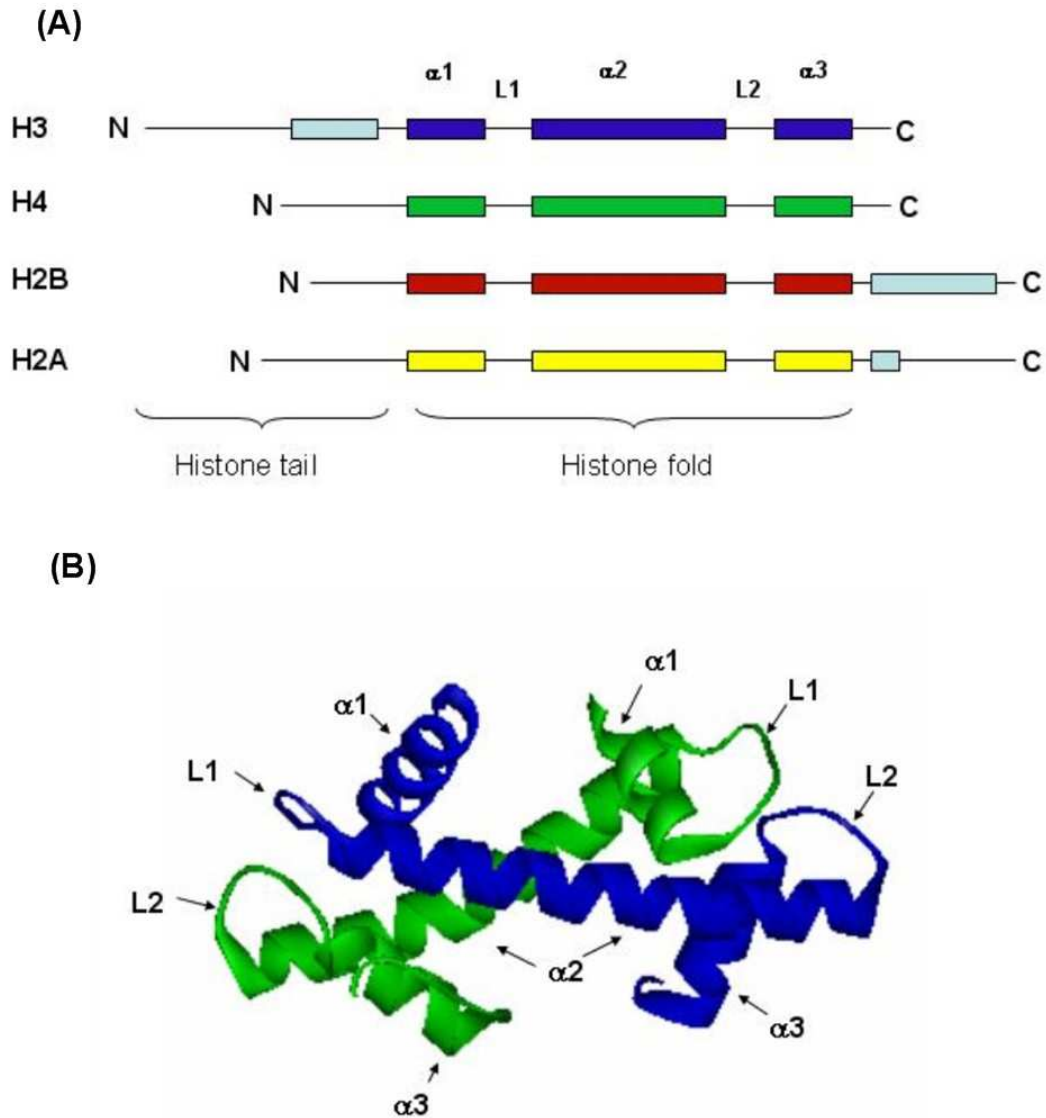 (A)
α1 α2 α3
L1 L2
H3 N C
H4 N C
H2B N C
H2A N C
Histone tail Histone fold
(B)
α1
α1 L1
L1 L2
L2
α2
α3
α3